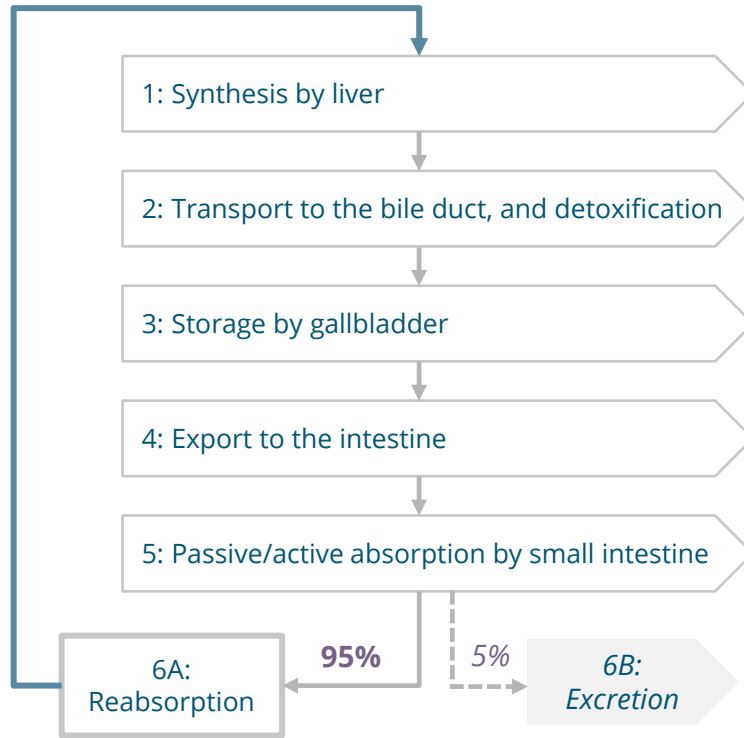 1: Synthesis by liver
2: Transport to the bile duct, and detoxification
3: Storage by gallbladder
4: Export to the intestine
5: Passive/active absorption by small intestine
95%
5%
6A:
Reabsorption
6B:
Excretion